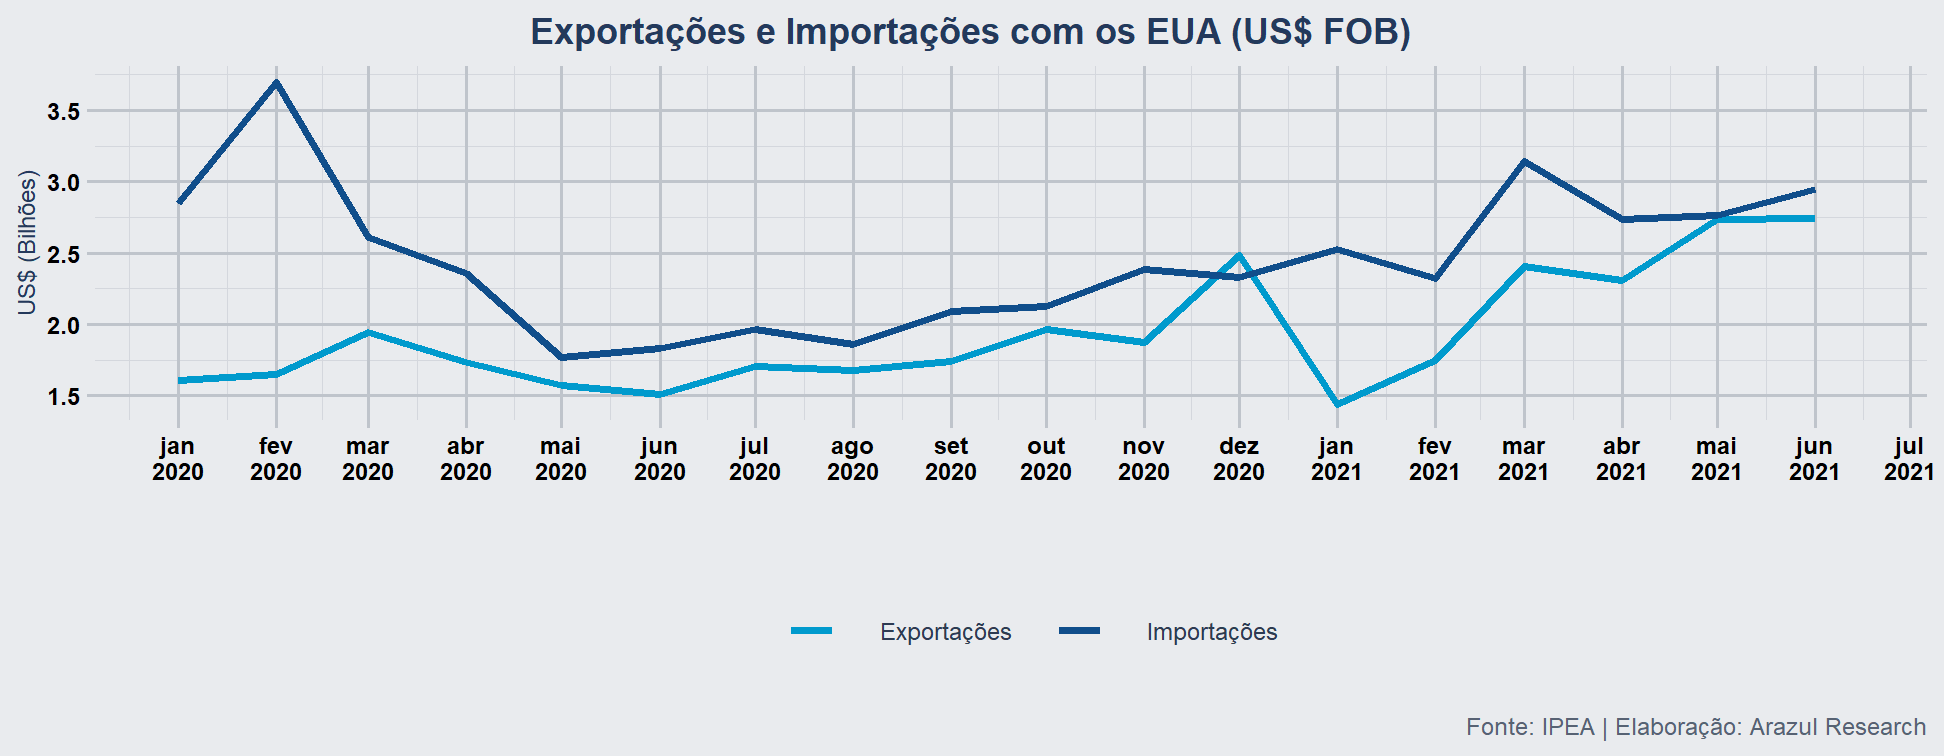 Exportações e Importações com os EUA (US$ FOB)
US$ (Bilhões)
3.5
3.0
2.5
2.0
1.5
jan fev mar abr mai jun jul ago set out nov dez jan fev mar abr mai jun jul
2020 2020 2020 2020 2020 2020 2020 2020 2020 2020 2020 2020 2021 2021 2021 2021 2021 2021 2021
Exportações Importações
Fonte: IPEA | Elaboração: Arazul Research